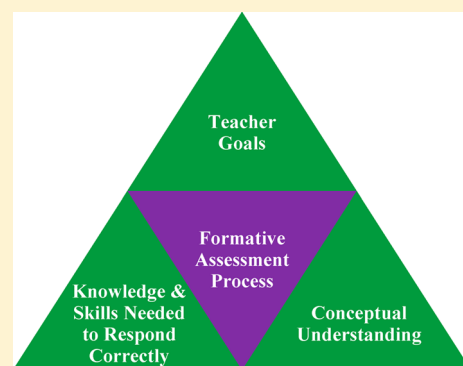 Teacher
Goals
Formative
Assessment
Process
Knowledge &
Skills Needed
to Respond
Correctly
Conceptual
Understanding